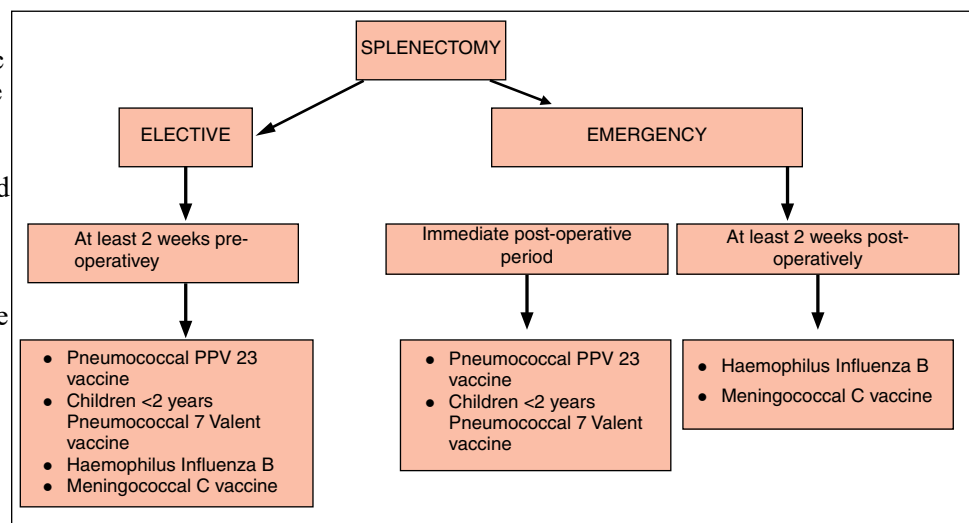 c
e
d
e
SPLENECTOMY
ELECTIVE
EMERGENCY
At least 2 weeks pre-
operativey
Immediate post-operative
period
At least 2 weeks post-
operatively
● Pneumococcal PPV 23
vaccine
● Children <2 years
Pneumococcal 7 Valent
vaccine
● Haemophilus Influenza B
● Meningococcal C vaccine
● Pneumococcal PPV 23
vaccine
● Children <2 years
Pneumococcal 7 Valent
vaccine
● Haemophilus Influenza B
● Meningococcal C vaccine